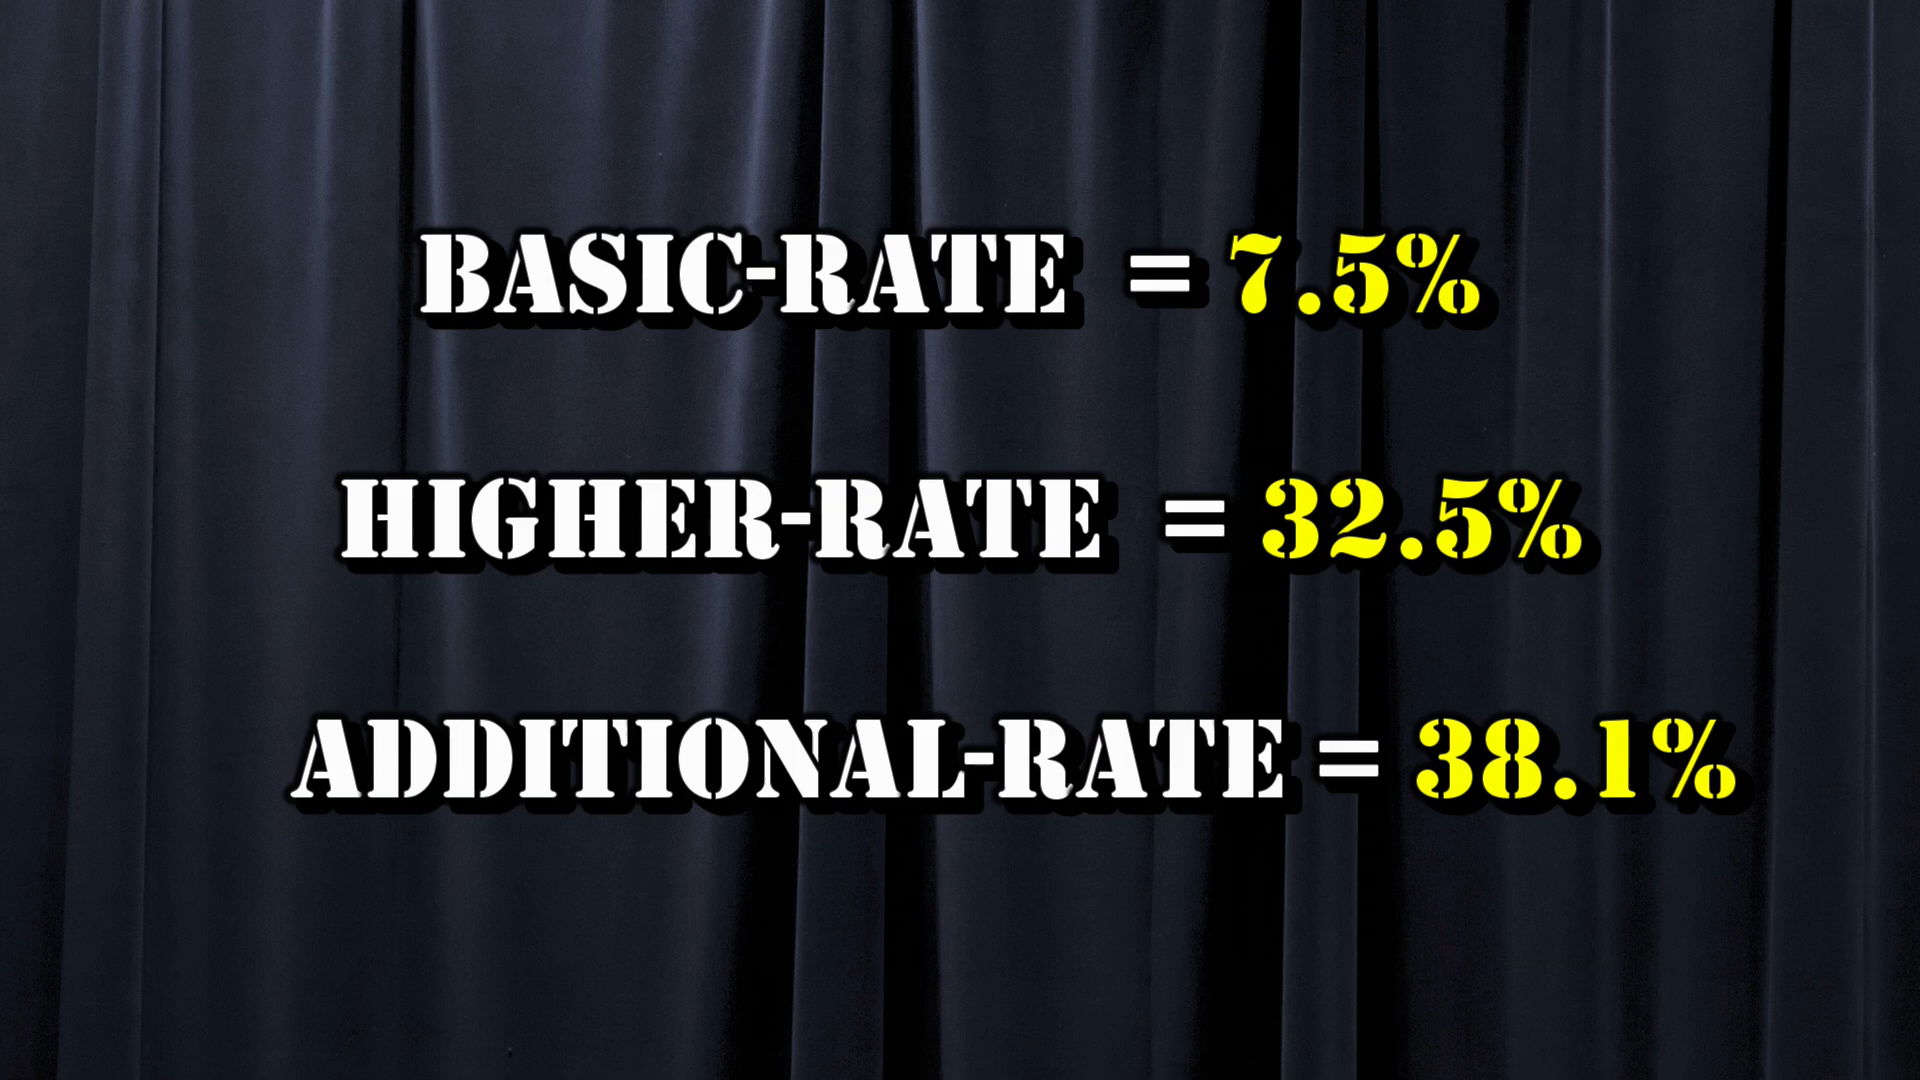 BASIC-RATE = 7.5%
HIGHER-RATE = 32.5%
ADDITIONAL-RATE = 38.1%